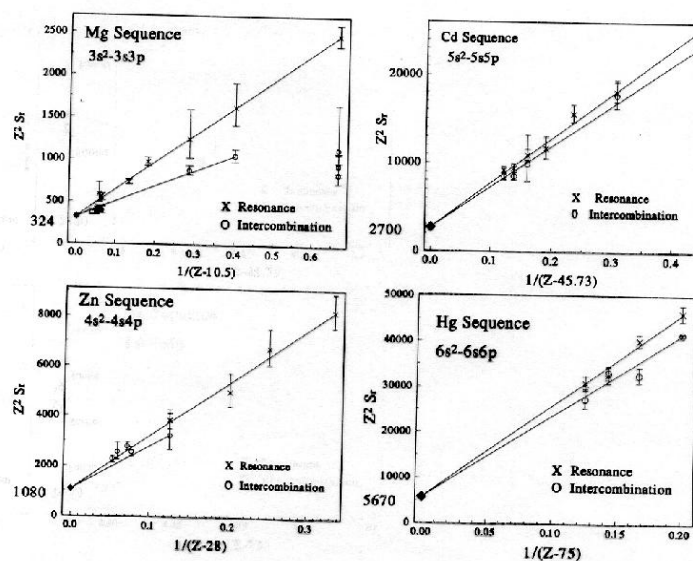 Mg Sequence
3s²-3s3p
2500
2000
1500
1000
500
324
0
Z² Sᵣ
X Resonance
O Intercombination
0.0 0.1 0.2 0.3 0.4 0.5 0.6
1/(Z-10.5)
Cd Sequence
5s²-5s5p
20000
10000
2700
0
Z² Sᵣ
X Resonance
0 Intercombination
0.0 0.1 0.2 0.3 0.4
1/(Z-45.73)
Zn Sequence
4s²-4s4p
8000
6000
4000
2000
1080
0
Z² Sᵣ
X Resonance
O Intercombination
0.0 0.1 0.2 0.3
1/(Z-28)
Hg Sequence
6s²-6s6p
50000
40000
30000
20000
10000
5670
0
Z² Sᵣ
X Resonance
O Intercombination
0.00 0.05 0.10 0.15 0.20
1/(Z-75)